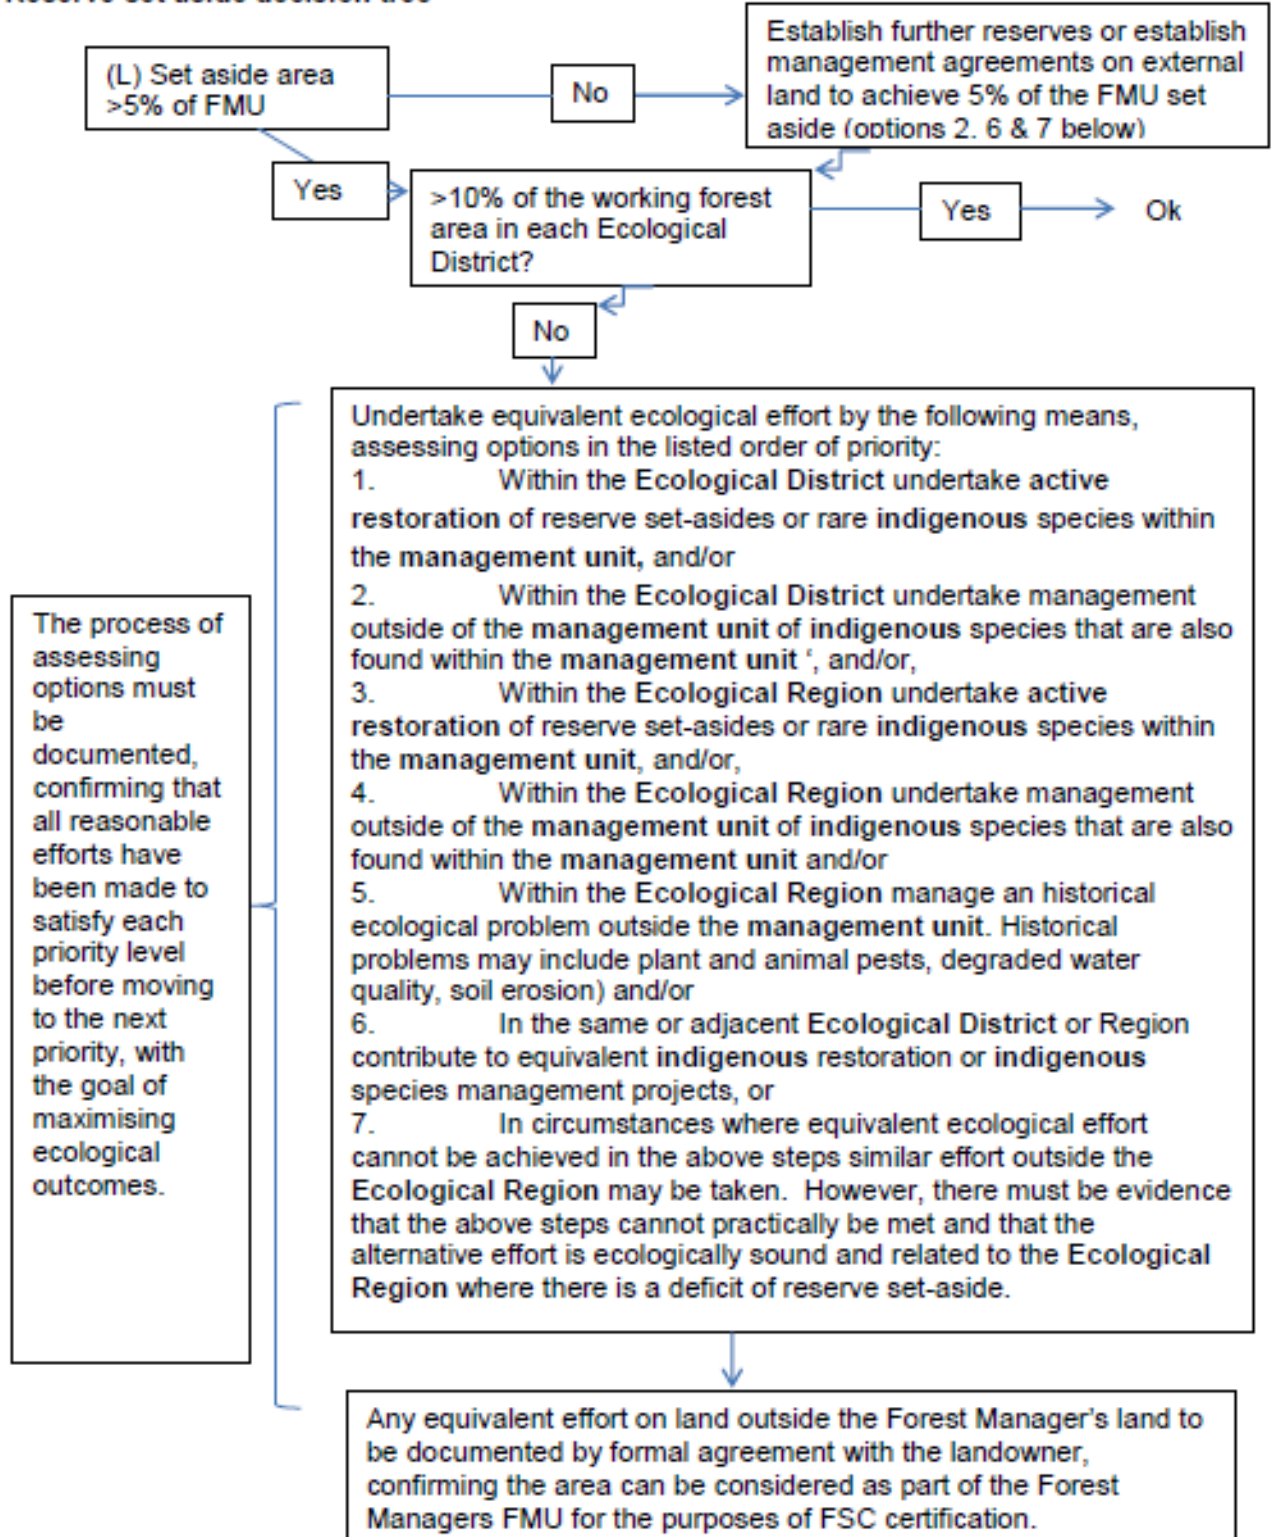 Reserve set aside decision tree
(L) Set aside area
>5% of FMU
No
Establish further reserves or establish
management agreements on external
land to achieve 5% of the FMU set
aside (options 2. 6 & 7 below)
Yes
>10% of the working forest
area in each Ecological
District?
Yes
Ok
No
Undertake equivalent ecological effort by the following means,
assessing options in the listed order of priority:
1. Within the Ecological District undertake active
restoration of reserve set-asides or rare indigenous species within
the management unit, and/or
2. Within the Ecological District undertake management
outside of the management unit of indigenous species that are also
found within the management unit ‘, and/or,
3. Within the Ecological Region undertake active
restoration of reserve set-asides or rare indigenous species within
the management unit, and/or,
4. Within the Ecological Region undertake management
outside of the management unit of indigenous species that are also
found within the management unit and/or
5. Within the Ecological Region manage an historical
ecological problem outside the management unit. Historical
problems may include plant and animal pests, degraded water
quality, soil erosion) and/or
6. In the same or adjacent Ecological District or Region
contribute to equivalent indigenous restoration or indigenous
species management projects, or
7. In circumstances where equivalent ecological effort
cannot be achieved in the above steps similar effort outside the
Ecological Region may be taken. However, there must be evidence
that the above steps cannot practically be met and that the
alternative effort is ecologically sound and related to the Ecological
Region where there is a deficit of reserve set-aside.
The process of
assessing
options must
be
documented,
confirming that
all reasonable
efforts have
been made to
satisfy each
priority level
before moving
to the next
priority, with
the goal of
maximising
ecological
outcomes.
Any equivalent effort on land outside the Forest Manager's land to
be documented by formal agreement with the landowner,
confirming the area can be considered as part of the Forest
Managers FMU for the purposes of FSC certification.